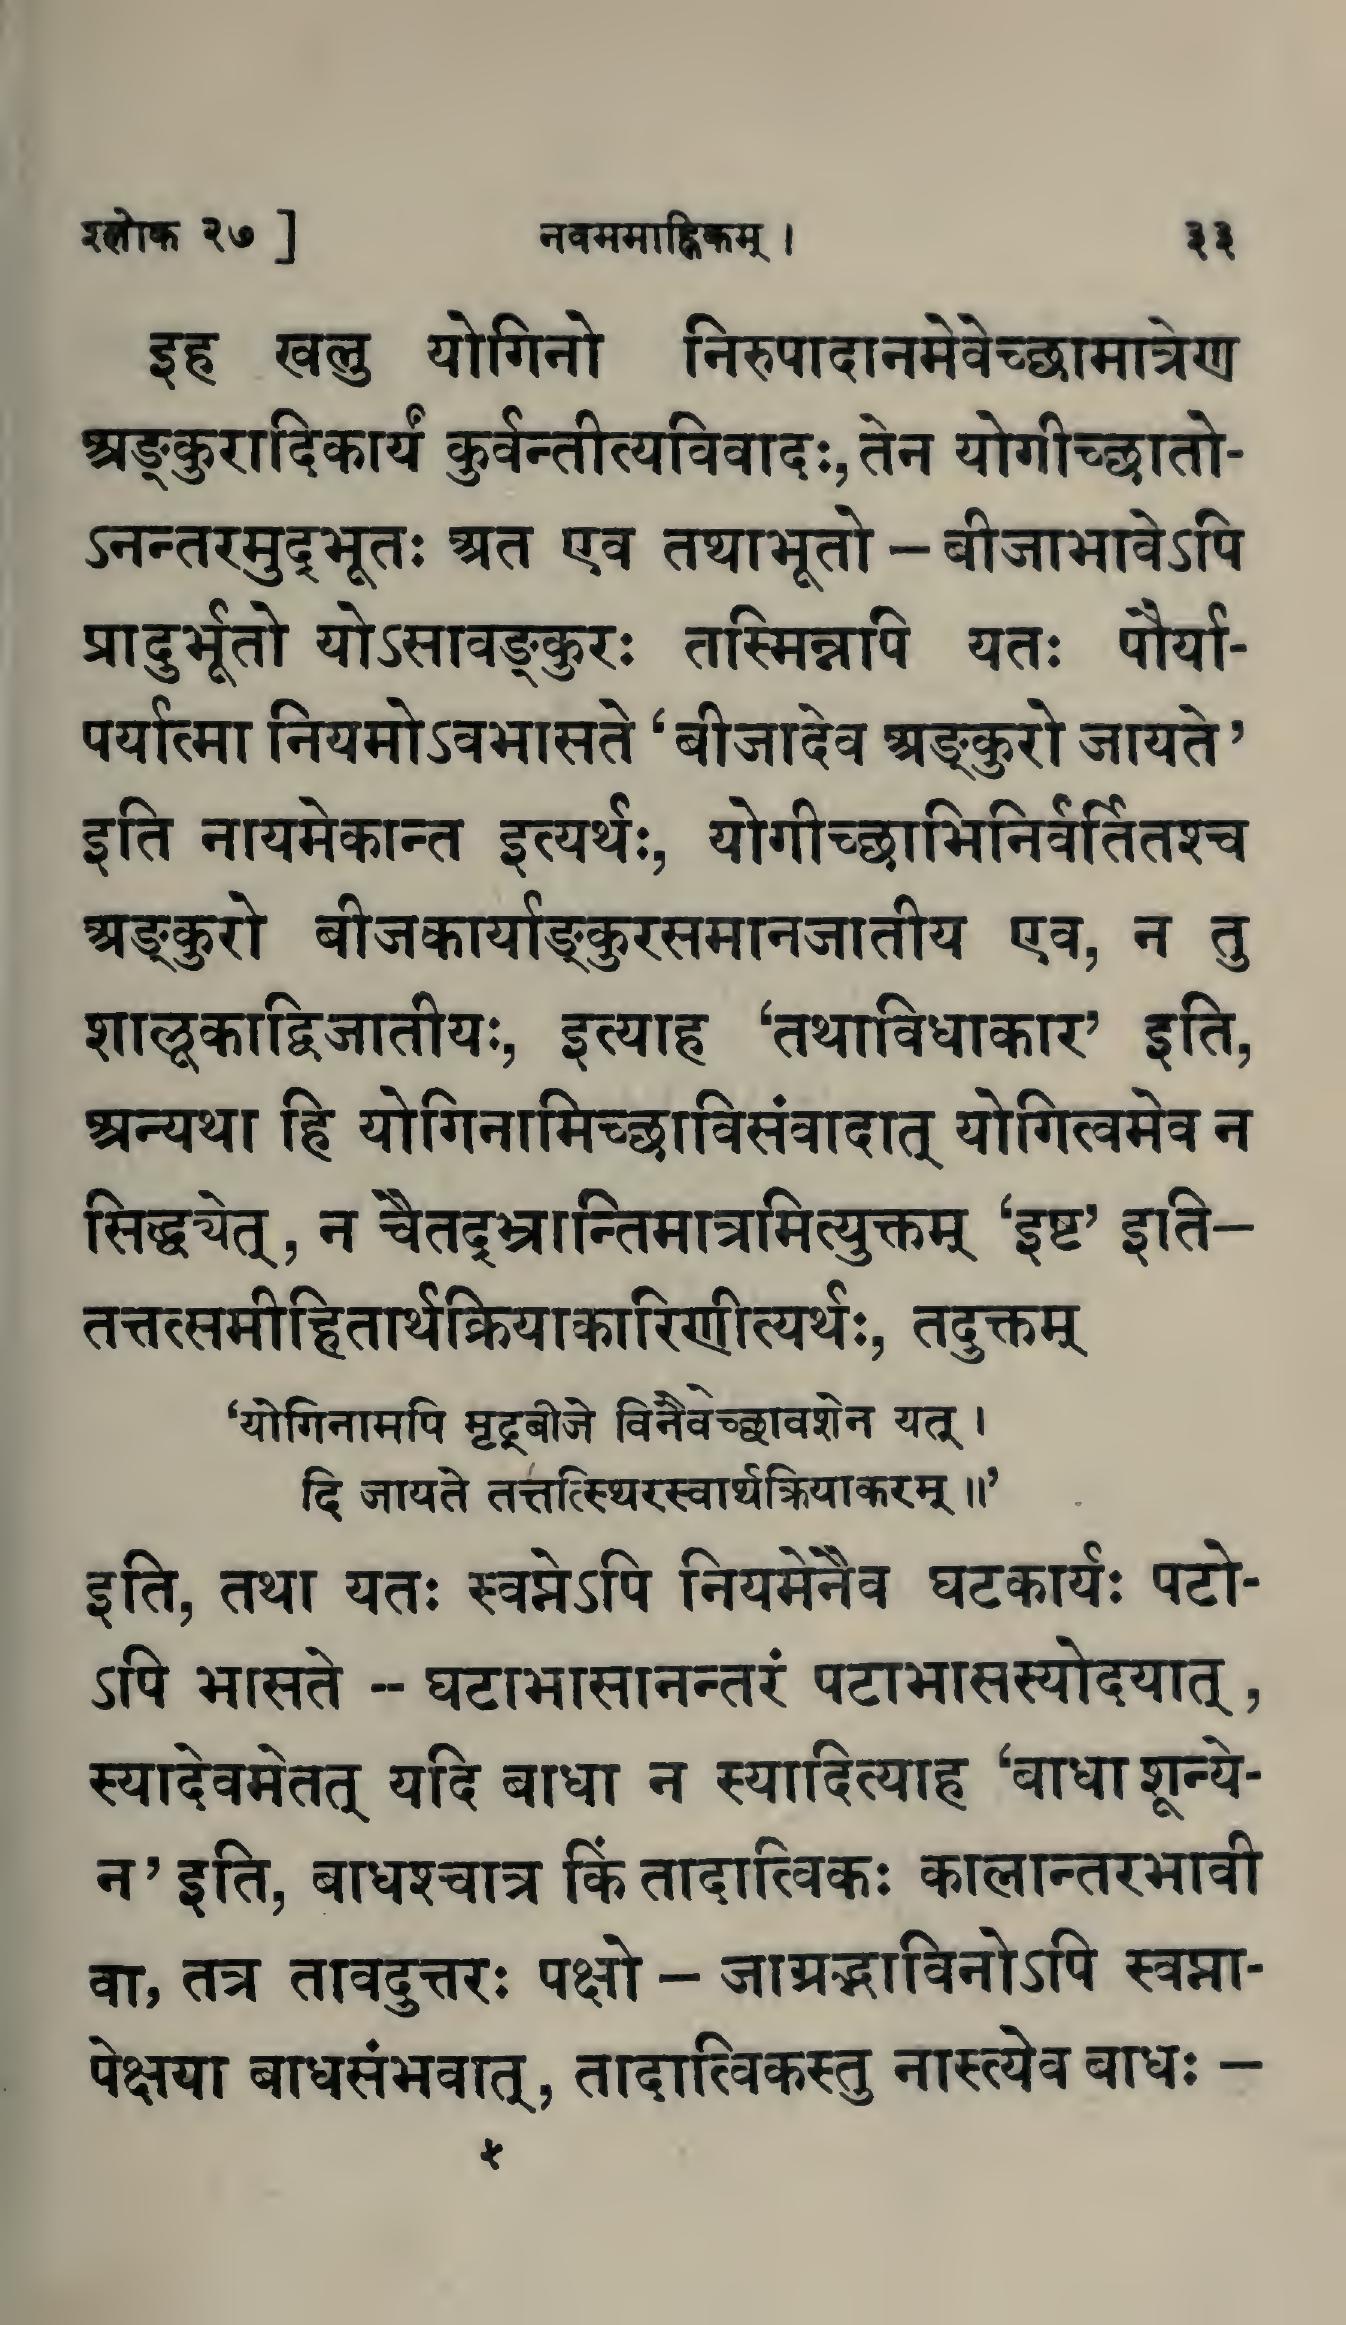 श्लोक २७ ] नवममाह्निकम् । ३३
इह खलु योगिनो निरुपादानमेवेच्छामात्रेण
अङ्कुरादिकार्यं कुर्वन्तीत्यविवादः, तेन योगीच्छातो-
ऽनन्तरमुद्भूतः अत एव तथाभूतो – बीजाभावेऽपि
प्रादुर्भूतो योऽसावङ्कुरः तस्मिन्नपि यतः पौर्या-
पर्यात्मा नियमोऽवभासते ‘बीजादेव अङ्कुरो जायते’
इति नायमेकान्त इत्यर्थः, योगीच्छाभिनिर्वर्तितश्च
अङ्कुरो बीजकार्याङ्कुरसमानजातीय एव, न तु
शालूकाद्विजातीयः, इत्याह ‘तथाविधाकार’ इति,
अन्यथा हि योगिनामिच्छाविसंवादात् योगित्वमेव न
सिद्ध्येत्, न चैतद्भ्रान्तिमात्रमित्युक्तम् ‘इष्ट’ इति–
तत्तत्समीहितार्थक्रियाकारिणीत्यर्थः, तदुक्तम्
‘योगिनामपि मृद्बीजे विनैवेच्छावशेन यत् ।
दि जायते तत्तत्स्थिरस्वार्थक्रियाकरम् ॥’
इति, तथा यतः स्वप्नेऽपि नियमेनैव घटकार्यः पटो-
ऽपि भासते -- घटाभासानन्तरं पटाभासस्योदयात्,
स्यादेवमेतत् यदि बाधा न स्यादित्याह ‘बाधा शून्ये-
न’ इति, बाधश्चात्र किं तादात्विकः कालान्तरभावी
वा, तत्र तावदुत्तरः पक्षो – जाग्रद्भाविनोऽपि स्वप्ना-
पेक्षया बाधसंभवात्, तादात्विकस्तु नास्त्येव बाधः –
५